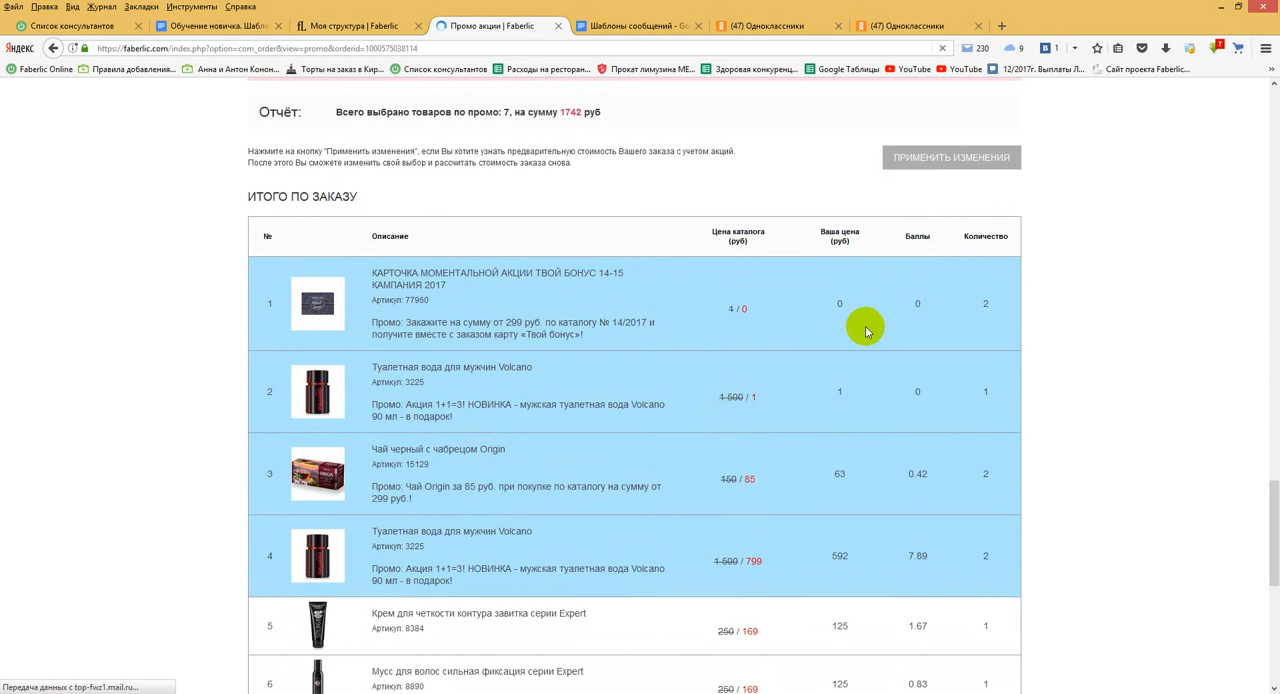 Файл Правка Вид Журнал Закладки Инструменты Справка
Список консультантов
Обучение новичка. Шабло
Моя структура | Faberlic
Промо акции | Faberlic
Шаблоны сообщений - Go
(47) Одноклассники
(47) Одноклассники
Яндекс
https://faberlic.com/index.php?option=com_order&view=promo&orderid=1000575038114
230
9
1
7
Faberlic Online
Правила добавления...
Анна и Антон Конон...
Торты на заказ в Кир...
Список консультантов
Расходы на ресторан...
Прокат лимузина МЕ...
Здоровая конкуренц...
Google Таблицы
YouTube
YouTube
12/2017г. Выплаты Л...
Сайт проекта Faberlic...
Отчёт: Всего выбрано товаров по промо: 7, на сумму 1742 руб
Нажмите на кнопку "Применить изменения", если Вы хотите узнать предварительную стоимость Вашего заказа с учетом акций.
После этого Вы сможете изменить свой выбор и рассчитать стоимость заказа снова.
ПРИМЕНИТЬ ИЗМЕНЕНИЯ
ИТОГО ПО ЗАКАЗУ
№ Описание Цена каталога (руб) Ваша цена (руб) Баллы Количество
1
КАРТОЧКА МОМЕНТАЛЬНОЙ АКЦИИ ТВОЙ БОНУС 14-15
КАМПАНИЯ 2017
Артикул: 77960
Промо: Закажите на сумму от 299 руб. по каталогу № 14/2017 и
получите вместе с заказом карту «Твой бонус»!
1 / 0 0 0 2
2
Туалетная вода для мужчин Volcano
Артикул: 3225
Промо: Акция 1+1=3! НОВИНКА - мужская туалетная вода Volcano
90 мл - в подарок!
1 500 / 1 1 0 1
3
Чай черный с чабрецом Origin
Артикул: 15129
Промо: Чай Origin за 85 руб. при покупке по каталогу на сумму от
299 руб.!
150 / 85 63 0.42 2
4
Туалетная вода для мужчин Volcano
Артикул: 3225
Промо: Акция 1+1=3! НОВИНКА - мужская туалетная вода Volcano
90 мл - в подарок!
1 500 / 799 592 7.89 2
5
Крем для четкости контура завитка серии Expert
Артикул: 8384
250 / 169 125 1.67 1
6
Мусс для волос сильная фиксация серии Expert
Артикул: 8890
250 / 169 125 0.83 1
Передача данных с top-fwz1.mail.ru...